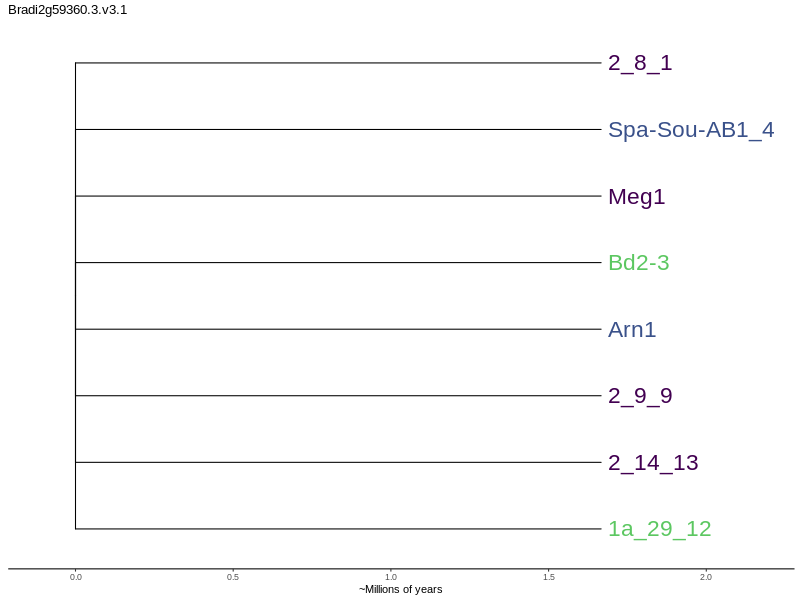 Bradi2g59360.3.v3.1
2_8_1
Spa-Sou-AB1_4
Meg1
Bd2-3
Arn1
2_9_9
2_14_13
1a_29_12
0.0 0.5 1.0 1.5 2.0
~Millions of years